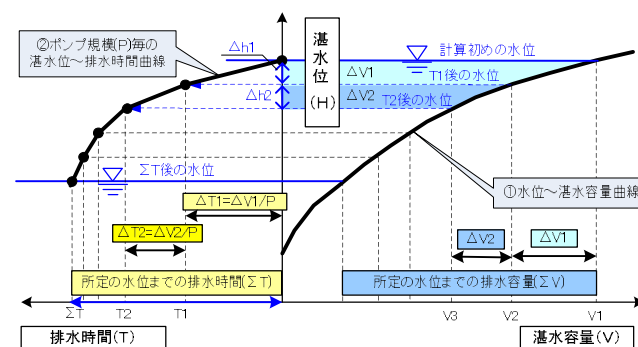 ②ポンプ規模(P)毎の
湛水位～排水時間曲線
Δh1
湛水位
(H)
計算初めの水位
ΔV1
T1後の水位
Δh2
ΔV2
T2後の水位
ΣT後の水位
①水位～湛水容量曲線
ΔT1=ΔV1/P
ΔT2=ΔV2/P
ΔV2
ΔV1
所定の水位までの排水時間(ΣT)
所定の水位までの排水容量(ΣV)
ΣT
T2
T1
V3
V2
V1
排水時間(T)
湛水容量(V)